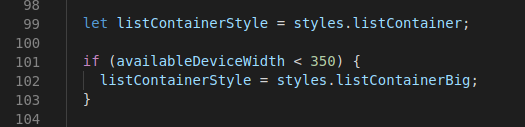 98
99 let listContainerStyle = styles.listContainer;
100
101 if (availableDeviceWidth < 350) {
102 listContainerStyle = styles.listContainerBig;
103 }
104